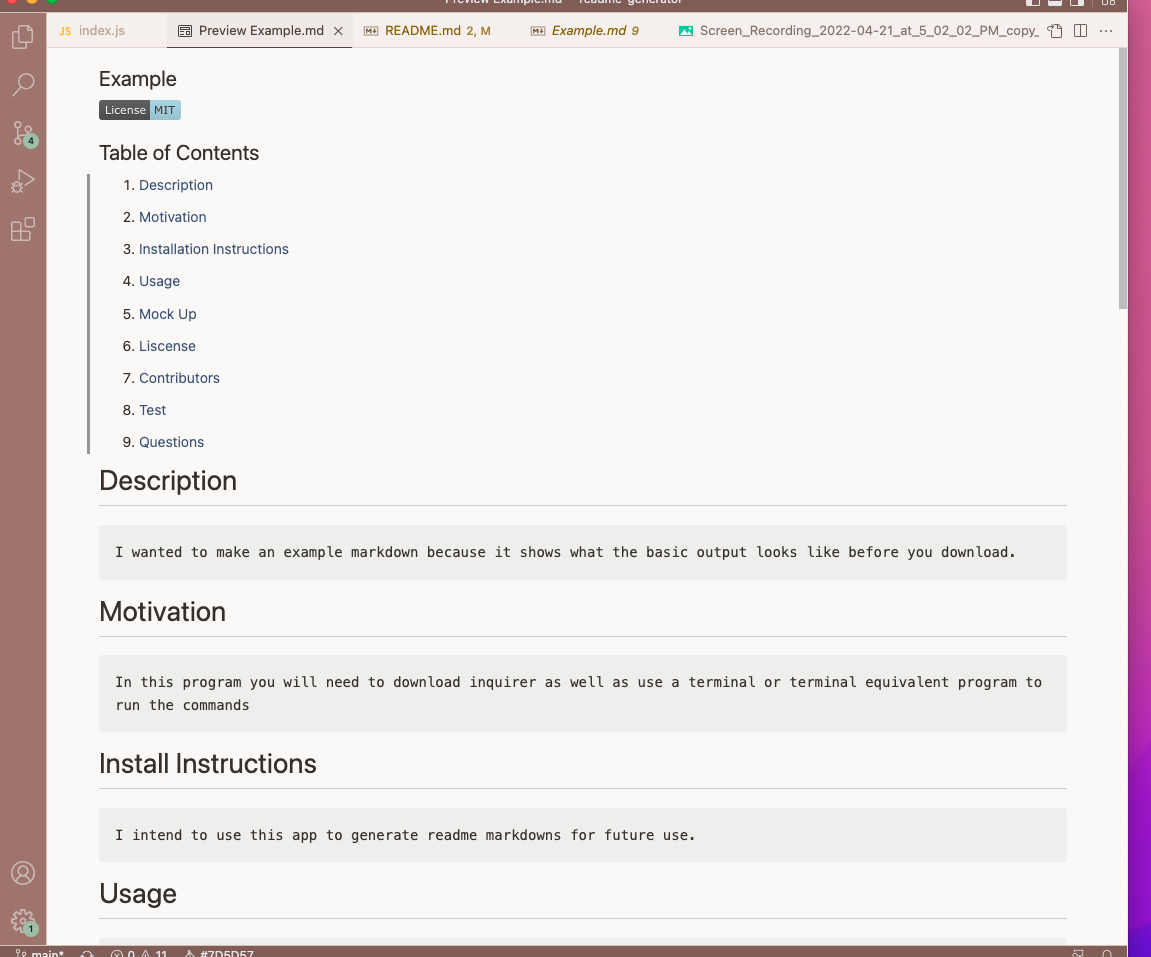 Preview Example.md — readme-generator
JS index.js
Preview Example.md
README.md 2, M
Example.md 9
Screen_Recording_2022-04-21_at_5_02_02_PM_copy_
4
Example
License MIT
Table of Contents
1. Description
2. Motivation
3. Installation Instructions
4. Usage
5. Mock Up
6. Liscense
7. Contributors
8. Test
9. Questions
Description
I wanted to make an example markdown because it shows what the basic output looks like before you download.
Motivation
In this program you will need to download inquirer as well as use a terminal or terminal equivalent program to
run the commands
Install Instructions
I intend to use this app to generate readme markdowns for future use.
Usage
1
main* 0 11 #7D5D57